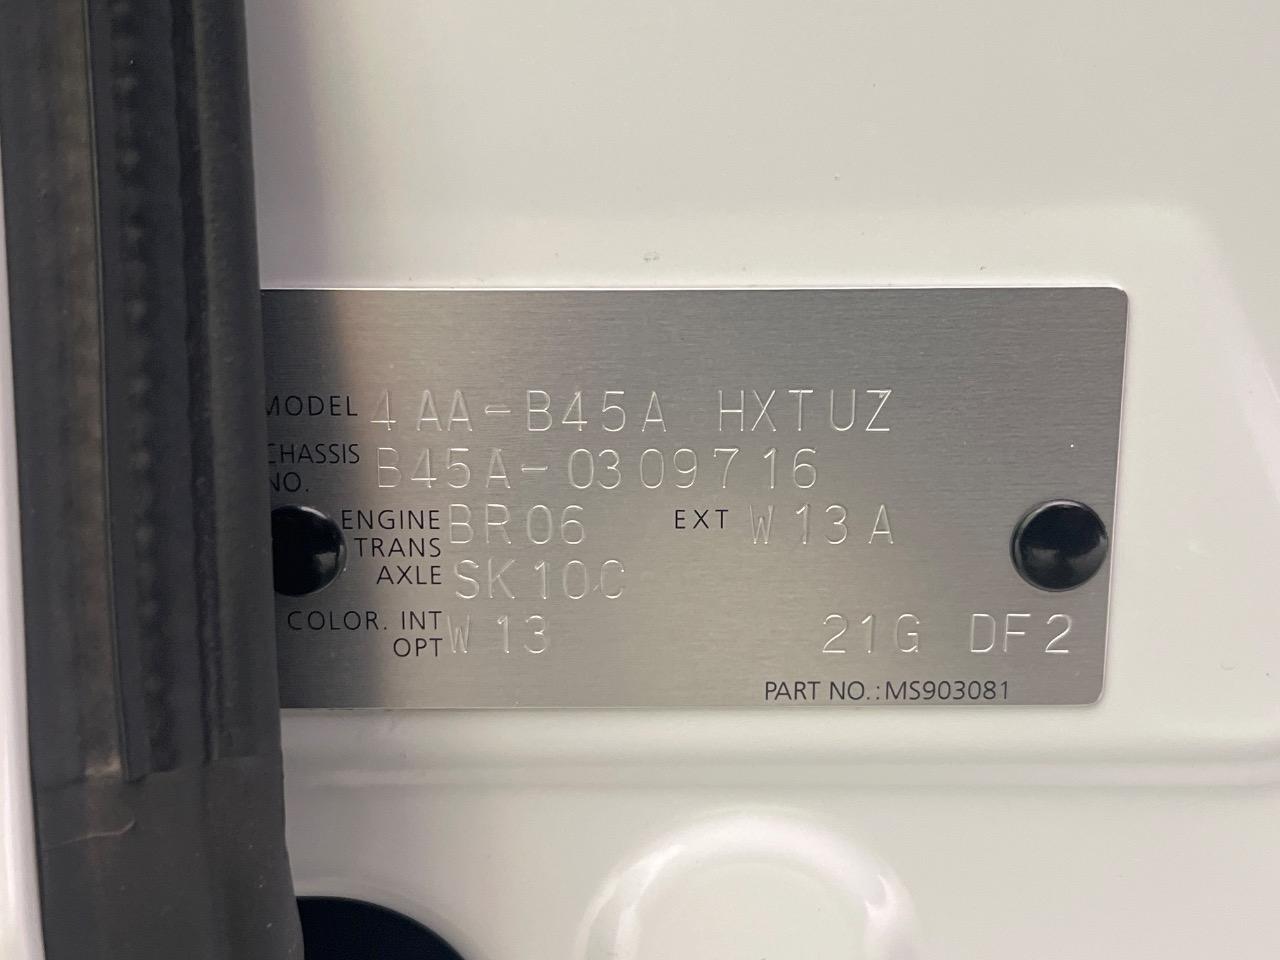 MODEL 4AA-B45A HXTUZ
CHASSIS NO. B45A-0309716
ENGINE BR06 EXT W13A
TRANS AXLE SK10C
COLOR. INT OPT W13 21G DF2
PART NO.:MS903081